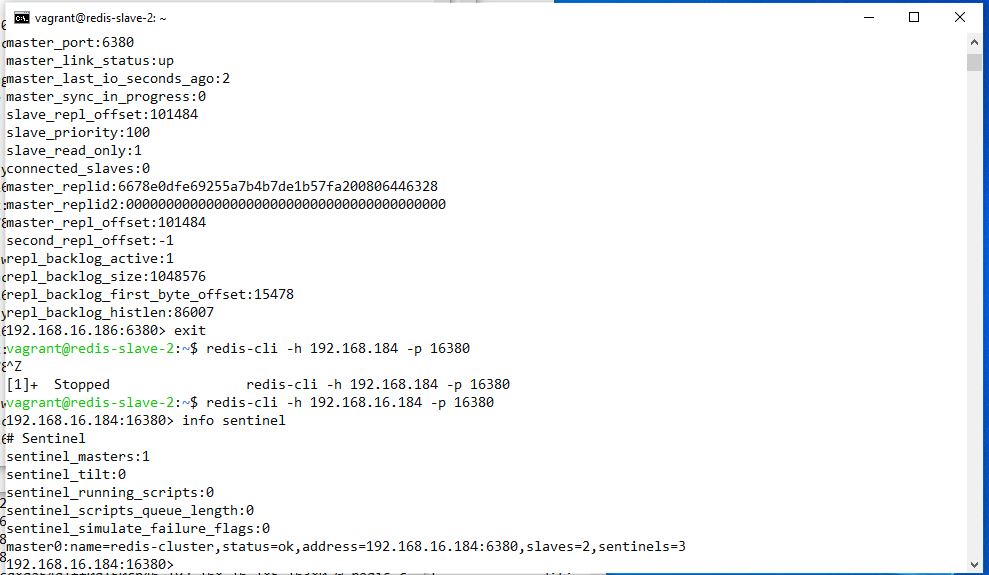 vagrant@redis-slave-2: ~
master_port:6380
master_link_status:up
master_last_io_seconds_ago:2
master_sync_in_progress:0
slave_repl_offset:101484
slave_priority:100
slave_read_only:1
connected_slaves:0
master_replid:6678e0dfe69255a7b4b7de1b57fa200806446328
master_replid2:0000000000000000000000000000000000000000
master_repl_offset:101484
second_repl_offset:-1
repl_backlog_active:1
repl_backlog_size:1048576
repl_backlog_first_byte_offset:15478
repl_backlog_histlen:86007
192.168.16.186:6380> exit
vagrant@redis-slave-2:~$ redis-cli -h 192.168.184 -p 16380
^Z
[1]+  Stopped                 redis-cli -h 192.168.184 -p 16380
vagrant@redis-slave-2:~$ redis-cli -h 192.168.16.184 -p 16380
192.168.16.184:16380> info sentinel
# Sentinel
sentinel_masters:1
sentinel_tilt:0
sentinel_running_scripts:0
sentinel_scripts_queue_length:0
sentinel_simulate_failure_flags:0
master0:name=redis-cluster,status=ok,address=192.168.16.184:6380,slaves=2,sentinels=3
192.168.16.184:16380>